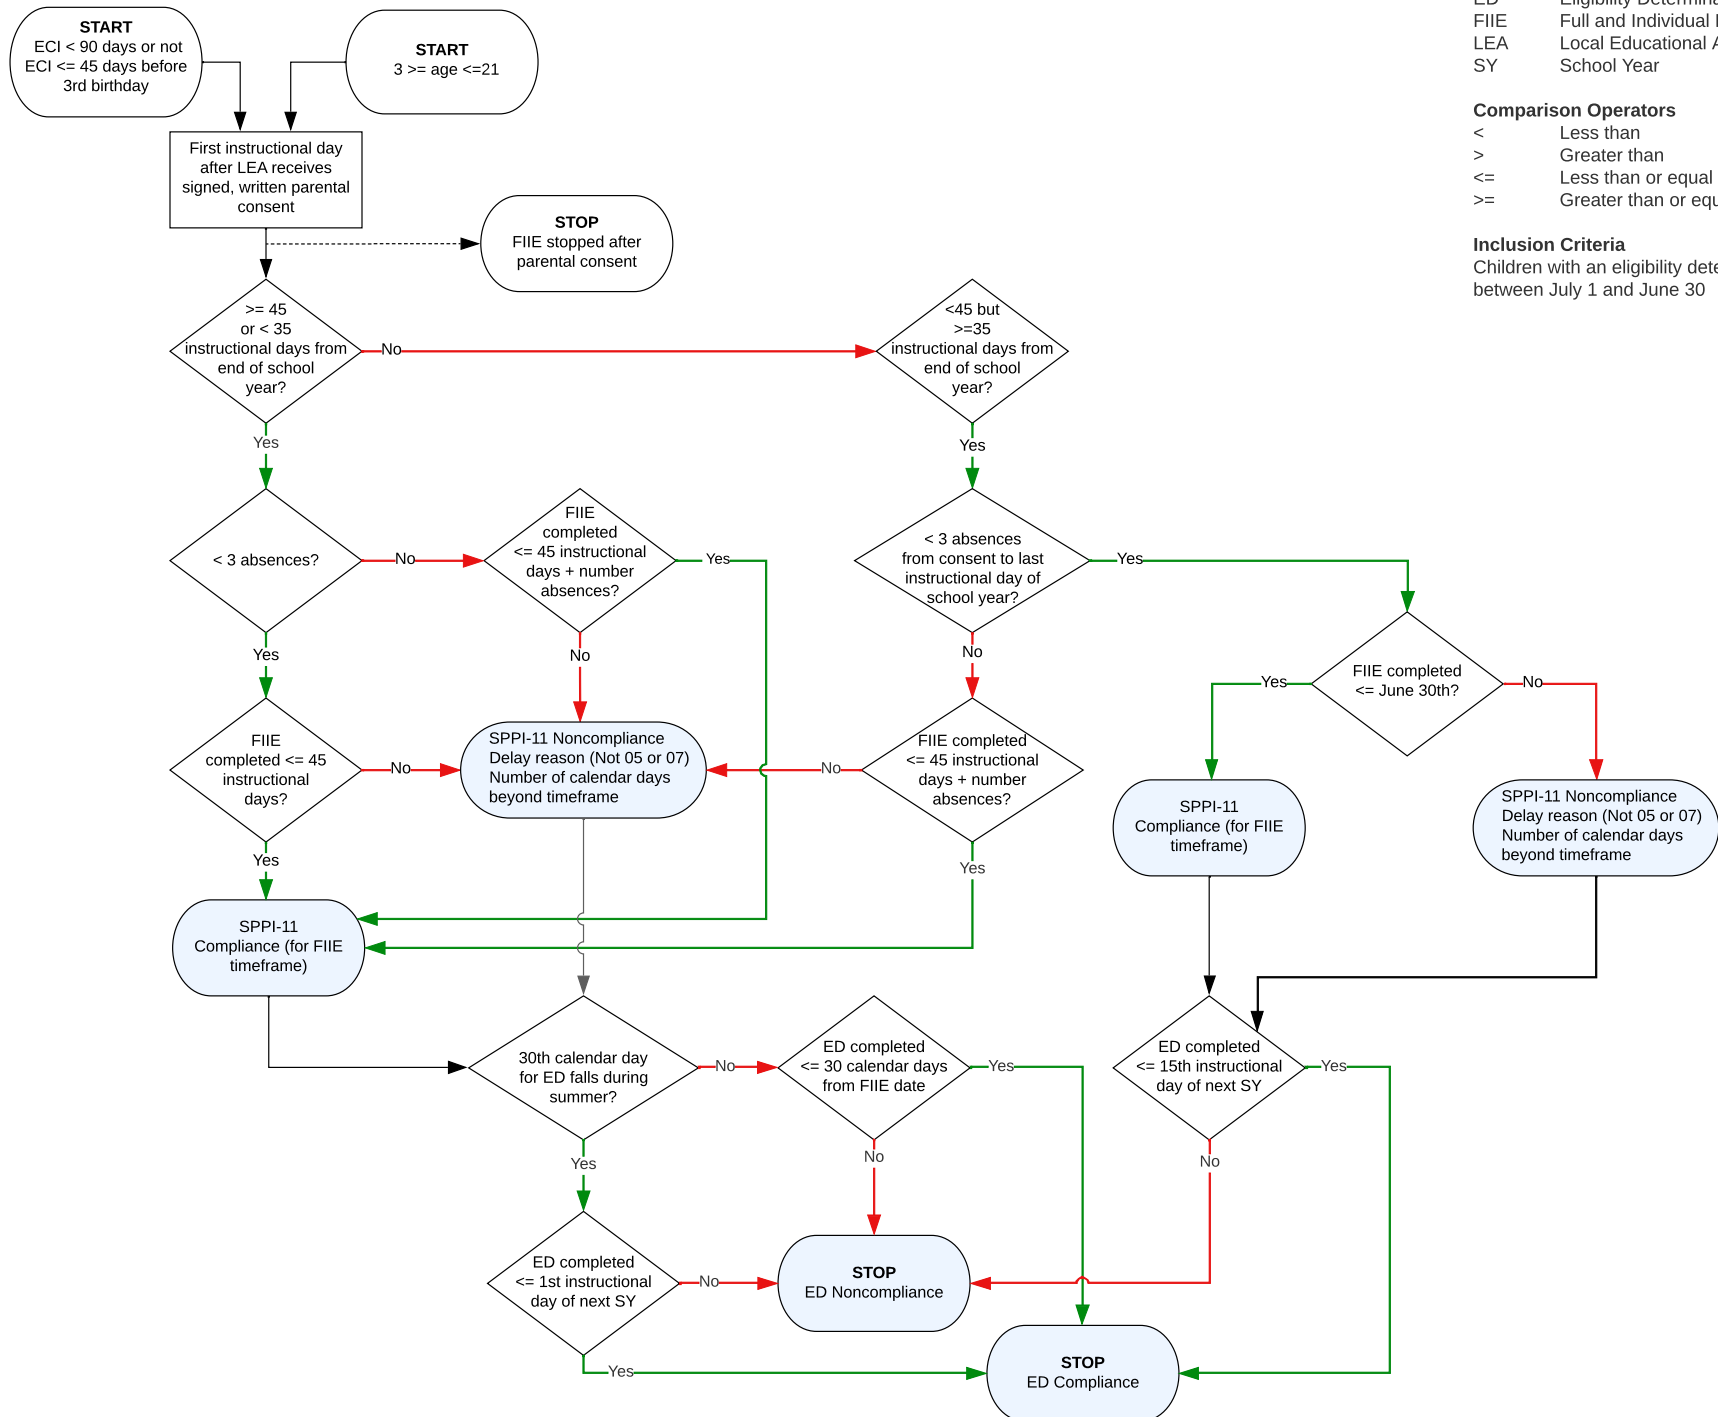 START
ECI < 90 days or not
ECI <= 45 days before
3rd birthday
START
3 >= age <=21
ED
FIIE Full and Individual
LEA Local Educational
SY School Year
Comparison Operators
< Less than
> Greater than
<= Less than or equal
>= Greater than or
Inclusion Criteria
Children with an eligibility
between July 1 and June 30
First instructional day
after LEA receives
signed, written parental
consent
STOP
FIIE stopped after
parental consent
>= 45
or < 35
instructional days from
end of school
year?
No
<45 but
>=35
instructional days from
end of school
year?
Yes
Yes
< 3 absences?
No
FIIE
completed
<= 45 instructional
days + number
absences?
Yes
< 3 absences
from consent to last
instructional day of
school year?
Yes
Yes
No
No
FIIE completed
<= June 30th?
Yes
No
FIIE
completed <= 45
instructional
days?
No
SPPI-11 Noncompliance
Delay reason (Not 05 or 07)
Number of calendar days
beyond timeframe
No
FIIE completed
<= 45 instructional
days + number
absences?
SPPI-11
Compliance (for FIIE
timeframe)
SPPI-11 Noncompliance
Delay reason (Not 05 or 07)
Number of calendar days
beyond timeframe
Yes
Yes
SPPI-11
Compliance (for FIIE
timeframe)
30th calendar day
for ED falls during
summer?
No
ED completed
<= 30 calendar days
from FIIE date
Yes
ED completed
<= 15th instructional
day of next SY
Yes
Yes
No
No
ED completed
<= 1st instructional
day of next SY
No
STOP
ED Noncompliance
Yes
STOP
ED Compliance